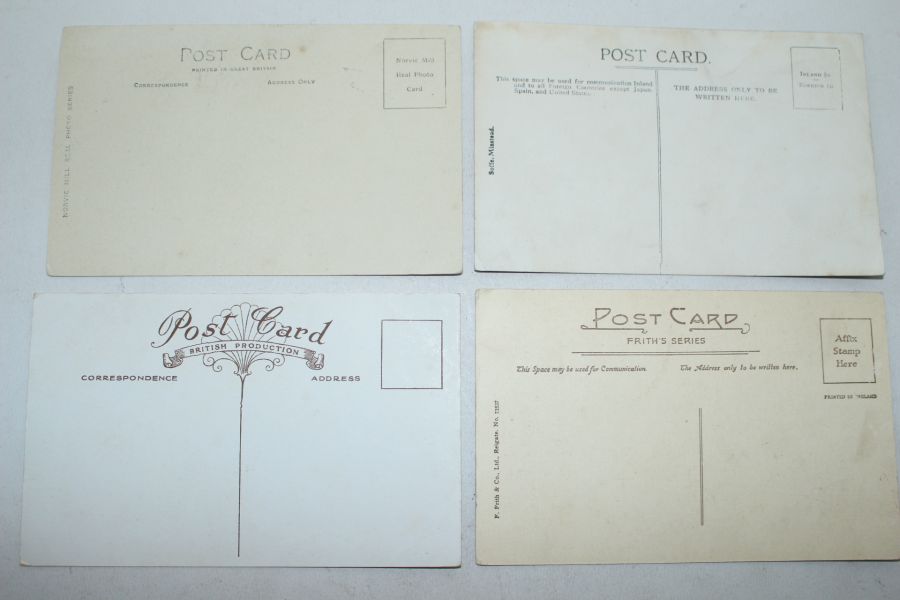 POST CARD
PRINTED IN GREAT BRITAIN
CORRESPONDENCE
ADDRESS ONLY
Norvic Mill
Real Photo
Card
NORVIC MILL REAL PHOTO SERIES
POST CARD.
This space may be used for communication Inland
and to all Foreign Countries except Japan,
Spain, and United States.
THE ADDRESS ONLY TO BE
WRITTEN HERE.
INLAND ½D
FOREIGN 1D
Minstead.
Post Card
BRITISH PRODUCTION
CORRESPONDENCE
ADDRESS
POST CARD
FRITH'S SERIES
This Space may be used for Communication.
The Address only to be written here.
Affix
Stamp
Here
PRINTED IN
F. Frith & Co., Ltd., Reigate. No.